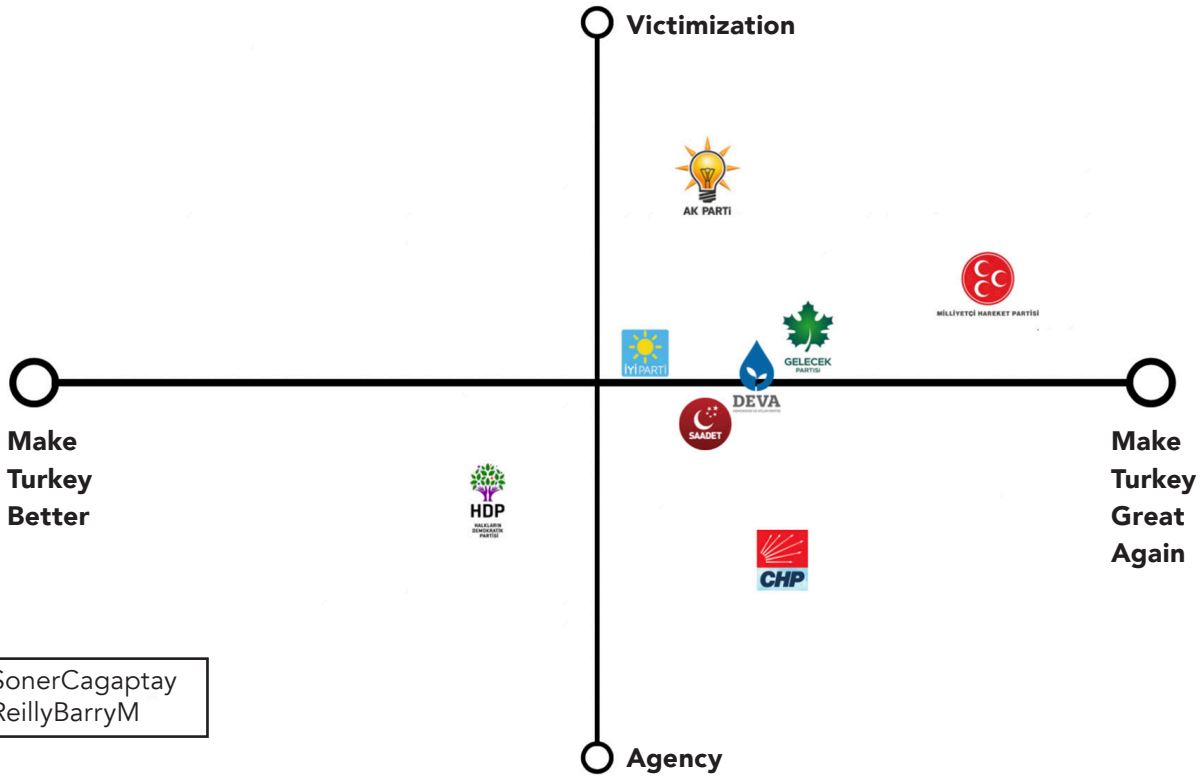 Victimization
AK PARTİ
MİLLİYETÇİ HAREKET PARTİSİ
GELECEK
PARTİSİ
İYİ PARTİ
DEVA
SAADET
Make
Turkey
Better
Make
Turkey
Great
Again
HDP
HALKLARIN
DEMOKRATİK
PARTİSİ
CHP
SonerCagaptay
ReillyBarryM
Agency